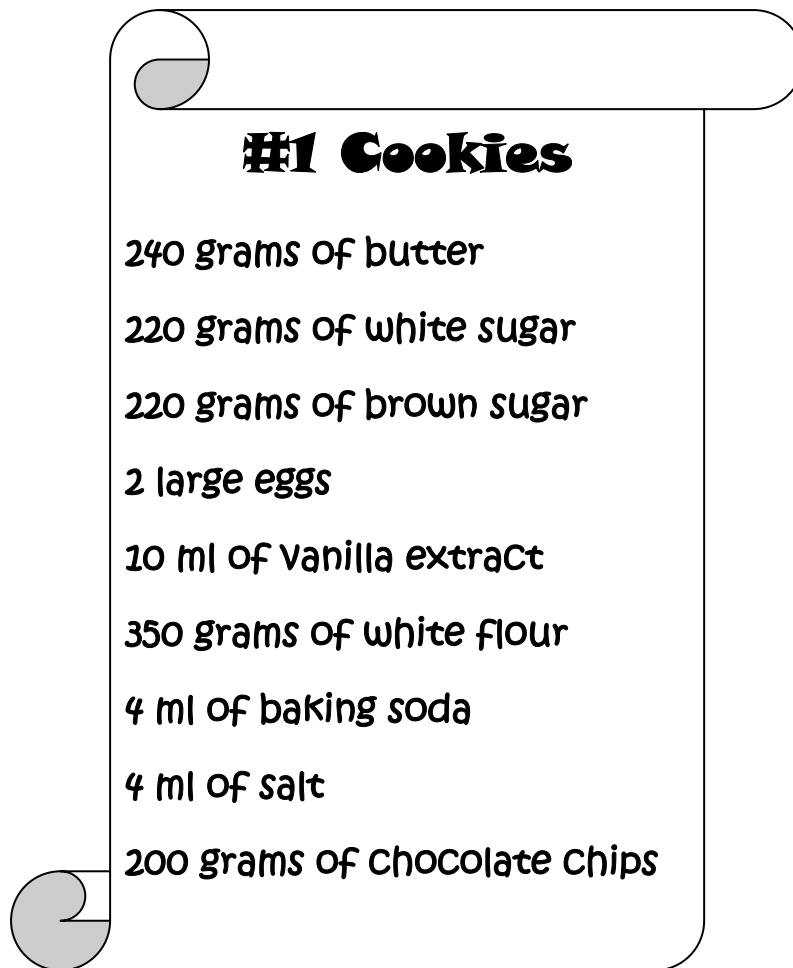 #1 Cookies
240 grams of butter
220 grams of white sugar
220 grams of brown sugar
2 large eggs
10 ml of vanilla extract
350 grams of white flour
4 ml of baking soda
4 ml of salt
200 grams of chocolate chips